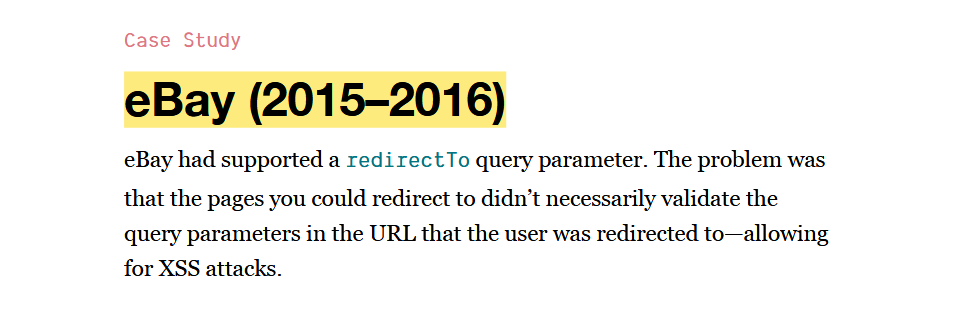 Case Study
eBay (2015–2016)
eBay had supported a redirectTo query parameter. The problem was
that the pages you could redirect to didn’t necessarily validate the
query parameters in the URL that the user was redirected to—allowing
for XSS attacks.